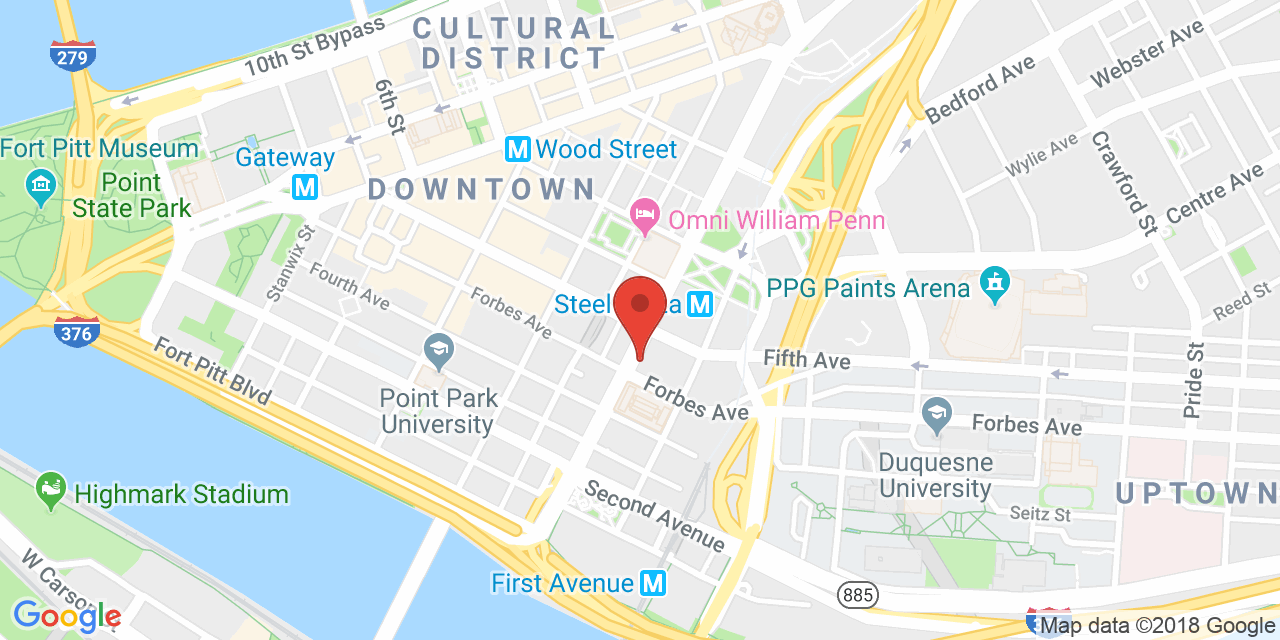 CULTURAL
DISTRICT
279
10th St Bypass
6th St
Webster Ave
Bedford Ave
Wylie Ave
Crawford St
Centre Ave
Fort Pitt Museum
Gateway
M
M
Wood Street
Point
State Park
DOWNTOWN
Omni William Penn
Stanwix St
Fourth Ave
Forbes Ave
Steel
M
PPG Paints Arena
Reed St
376
Fort Pitt Blvd
Fifth Ave
Pride St
Point Park
University
Forbes Ave
Forbes Ave
Duquesne
University
UPTOWN
Highmark Stadium
Second Avenue
Seitz St
W Carson
First Avenue
M
885
Google
Map data ©2018 Google